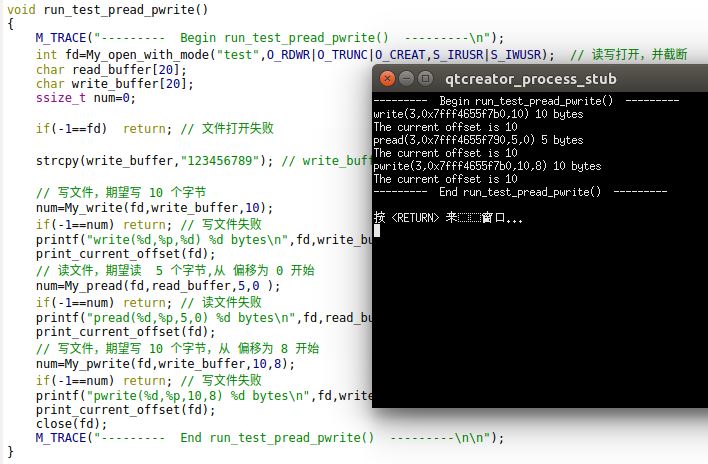 void run_test_pread_pwrite()
{
M_TRACE("---------  Begin run_test_pread_pwrite()  ---------\n");
int fd=My_open_with_mode("test",O_RDWR|O_TRUNC|O_CREAT,S_IRUSR|S_IWUSR);  // 读写打开，并截断
char read_buffer[20];
char write_buffer[20];
ssize_t num=0;
if(-1==fd)  return; // 文件打开失败
strcpy(write_buffer,"123456789"); // write_buf
// 写文件，期望写 10 个字节
num=My_write(fd,write_buffer,10);
if(-1==num) return; // 写文件失败
printf("write(%d,%p,%d) %d bytes\n",fd,write_bu
print_current_offset(fd);
// 读文件，期望读  5 个字节,从 偏移为 0 开始
num=My_pread(fd,read_buffer,5,0 );
if(-1==num) return; // 读文件失败
printf("pread(%d,%p,5,0) %d bytes\n",fd,read_bu
print_current_offset(fd);
// 写文件，期望写 10 个字节，从 偏移为 8 开始
num=My_pwrite(fd,write_buffer,10,8);
if(-1==num) return; // 写文件失败
printf("pwrite(%d,%p,10,8) %d bytes\n",fd,write
print_current_offset(fd);
close(fd);
M_TRACE("---------  End run_test_pread_pwrite()  ---------\n\n");
}
qtcreator_process_stub
---------  Begin run_test_pread_pwrite()  ---------
write(3,0x7fff4655f7b0,10) 10 bytes
The current offset is 10
pread(3,0x7fff4655f790,5,0) 5 bytes
The current offset is 10
pwrite(3,0x7fff4655f7b0,10,8) 10 bytes
The current offset is 10
---------  End run_test_pread_pwrite()  ---------
按 <RETURN> 来窗口...